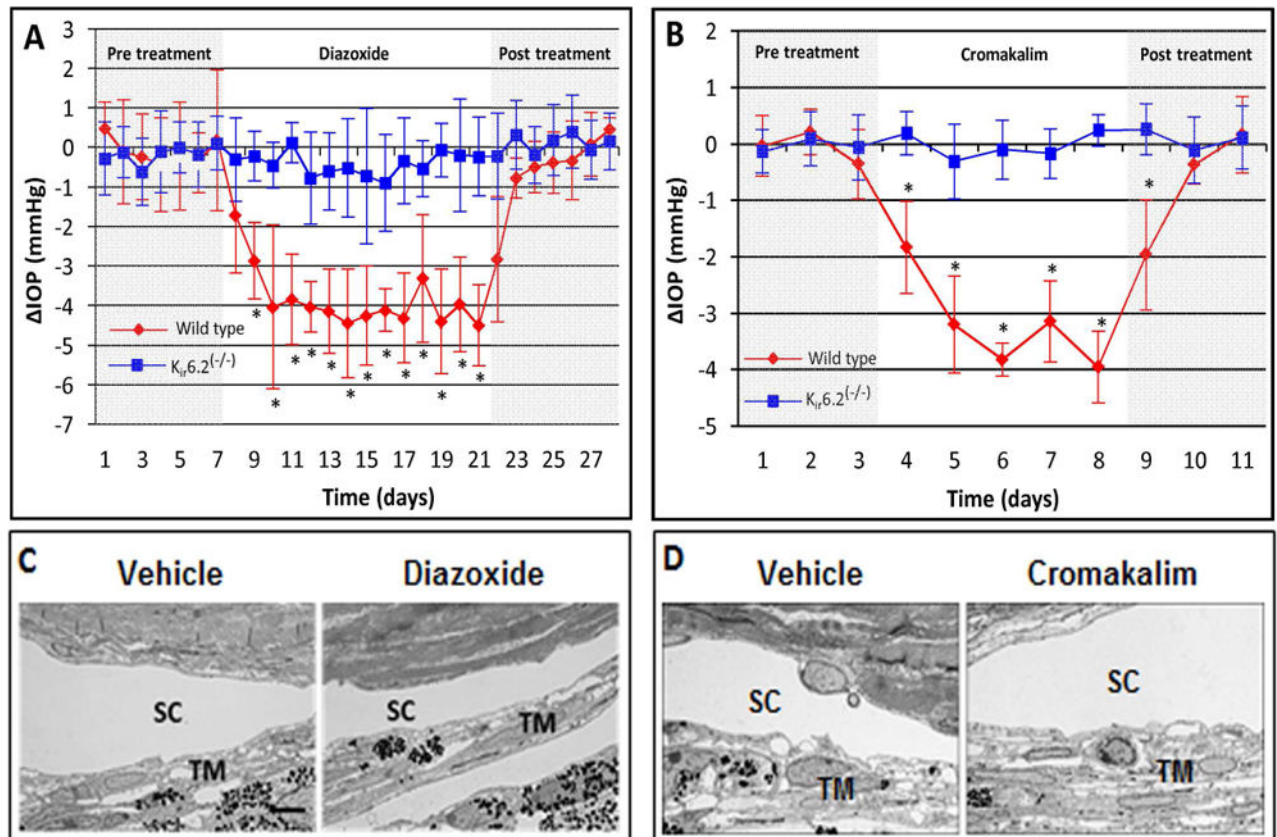 A
Pre treatment Diazoxide Post treatment
3
2
1
0
-1
-2
-3
-4
-5
-6
-7
ΔIOP (mmHg)
Wild type
Kir6.2(-/-)
* * * * * * * * * * * * *
1 3 5 7 9 11 13 15 17 19 21 23 25 27
Time (days)
B
Pre treatment Cromakalim Post treatment
2
1
0
-1
-2
-3
-4
-5
ΔIOP (mmHg)
* * * * * *
Wild type
Kir6.2(-/-)
1 2 3 4 5 6 7 8 9 10 11
Time (days)
C
Vehicle Diazoxide
SC
TM
SC
TM
D
Vehicle Cromakalim
SC
TM
SC
TM